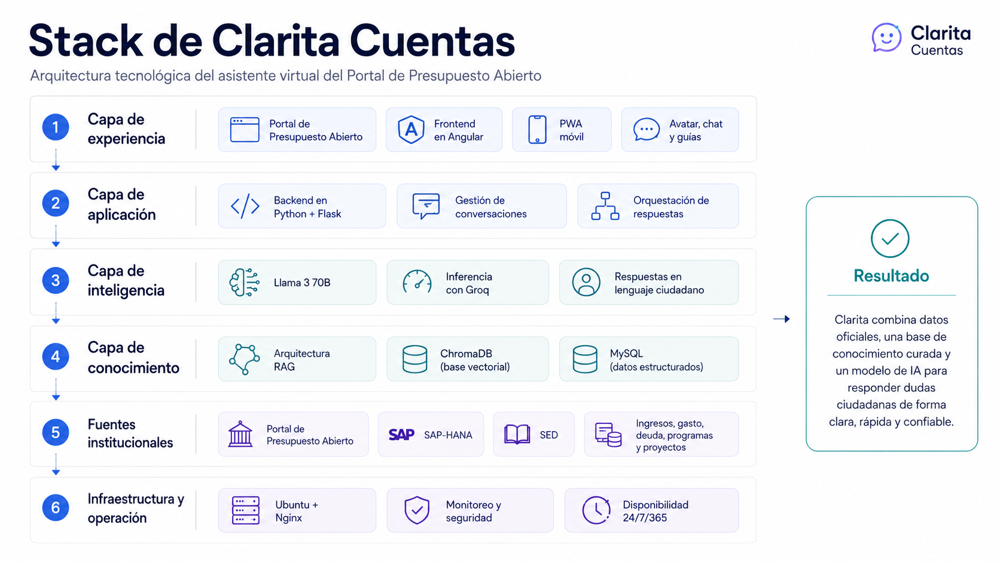 Stack de Clarita Cuentas
Arquitectura tecnológica del asistente virtual del Portal de Presupuesto Abierto
Clarita
Cuentas
1
Capa de
experiencia
Portal de
Presupuesto Abierto
Frontend
en Angular
PWA
móvil
Avatar, chat
y guías
2
Capa de
aplicación
Backend en
Python + Flask
Gestión de
conversaciones
Orquestación de
respuestas
3
Capa de
inteligencia
Llama 3 70B
Inferencia
con Groq
Respuestas en
lenguaje ciudadano
4
Capa de
conocimiento
Arquitectura
RAG
ChromaDB
(base vectorial)
MySQL
(datos estructurados)
5
Fuentes
institucionales
Portal de
Presupuesto Abierto
SAP
SAP-HANA
SED
Ingresos, gasto,
deuda, programas
y proyectos
6
Infraestructura y
operación
Ubuntu +
Nginx
Monitoreo y
seguridad
Disponibilidad
24/7/365
Resultado
Clarita combina datos
oficiales, una base de
conocimiento curada y
un modelo de IA para
responder dudas
ciudadanas de forma
clara, rápida y confiable.